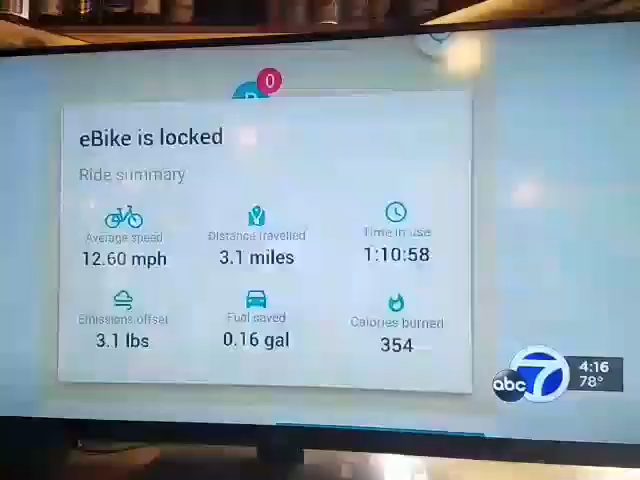 0
eBike is locked
Ride summary
Average speed
12.60 mph
Distance travelled
3.1 miles
Time in use
1:10:58
Emissions offset
3.1 lbs
Fuel saved
0.16 gal
Calories burned
354
abc 7
4:16
78°